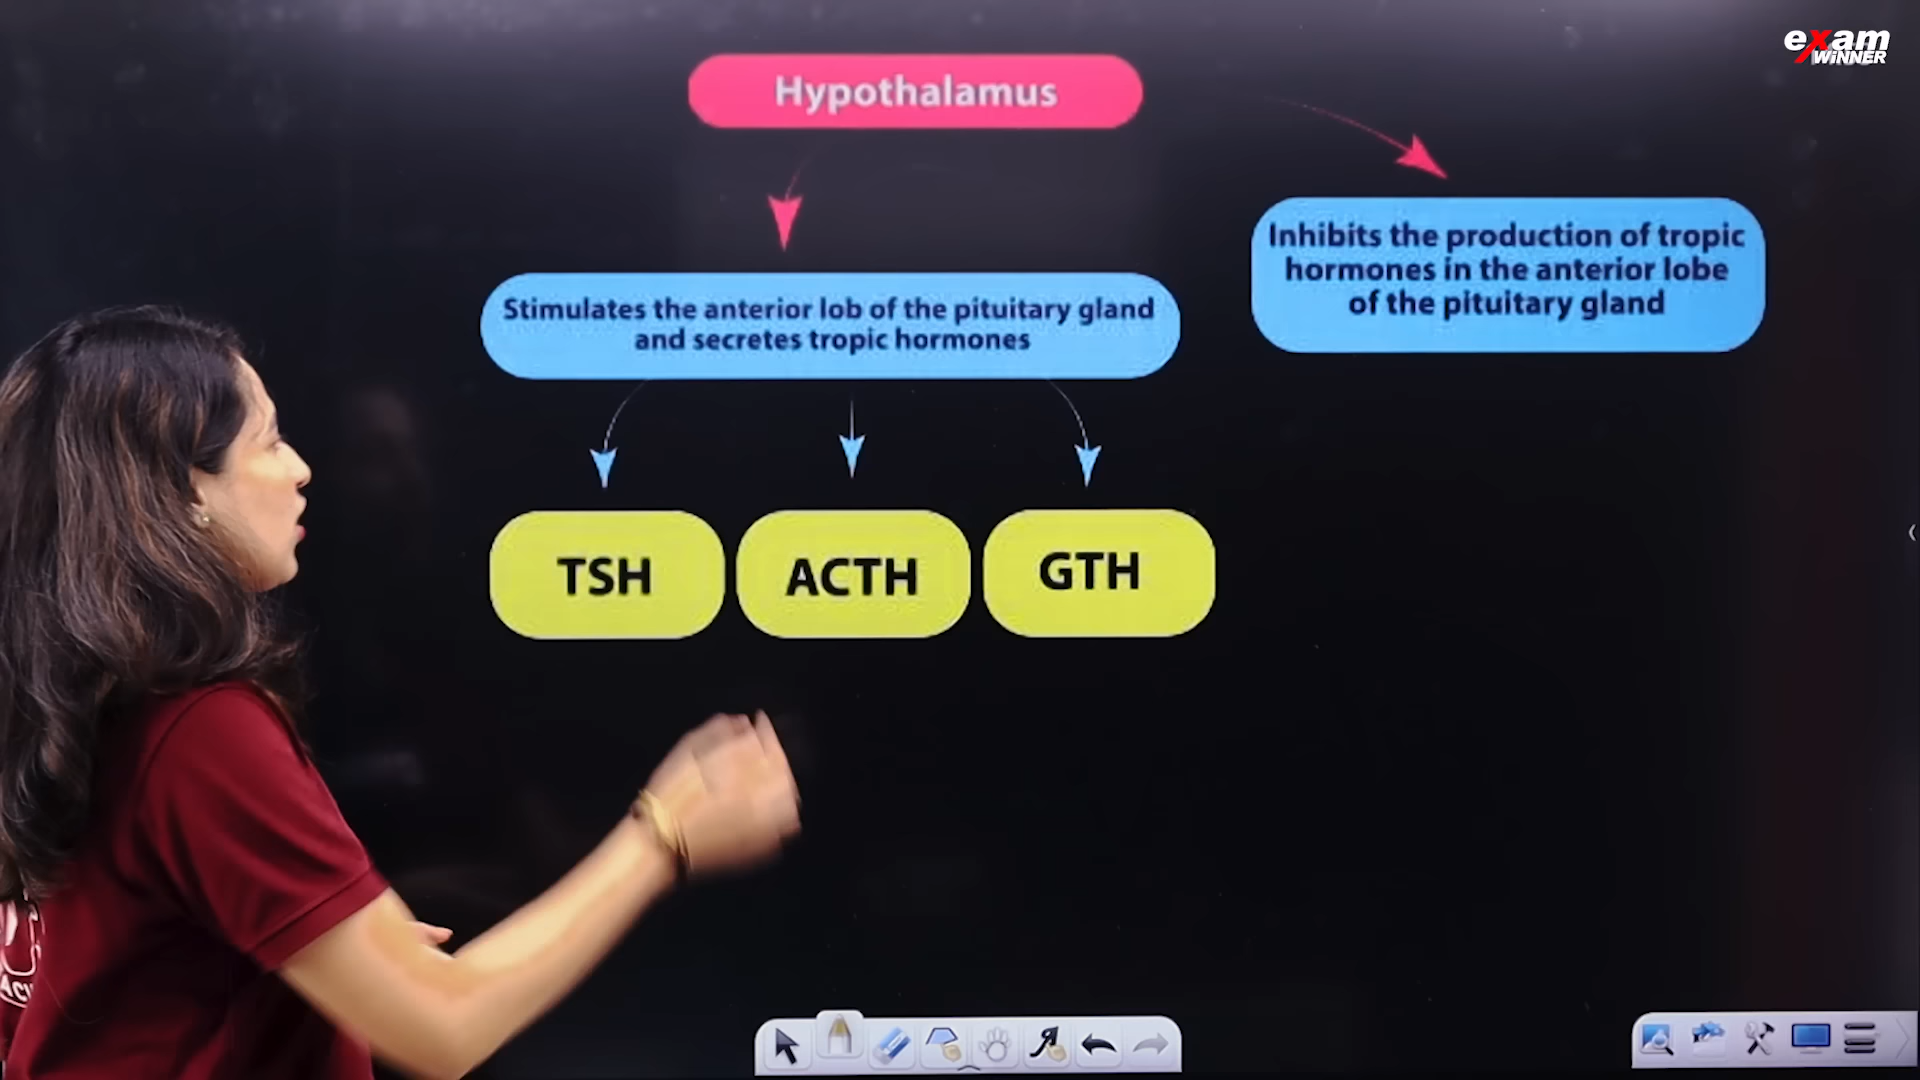 exam
WINNER
Hypothalamus
Inhibits the production of tropic
hormones in the anterior lobe
of the pituitary gland
Stimulates the anterior lob of the pituitary gland
and secretes tropic hormones
TSH
ACTH
GTH